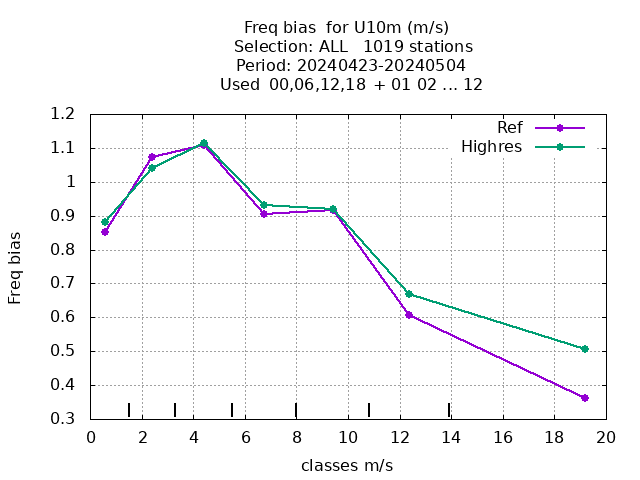 Freq bias  for U10m (m/s)
Selection: ALL   1019 stations
Period: 20240423-20240504
Used  00,06,12,18  + 01 02 ... 12
Ref
Highres
Freq bias
1.2
1.1
1
0.9
0.8
0.7
0.6
0.5
0.4
0.3
0 2 4 6 8 10 12 14 16 18 20
classes m/s